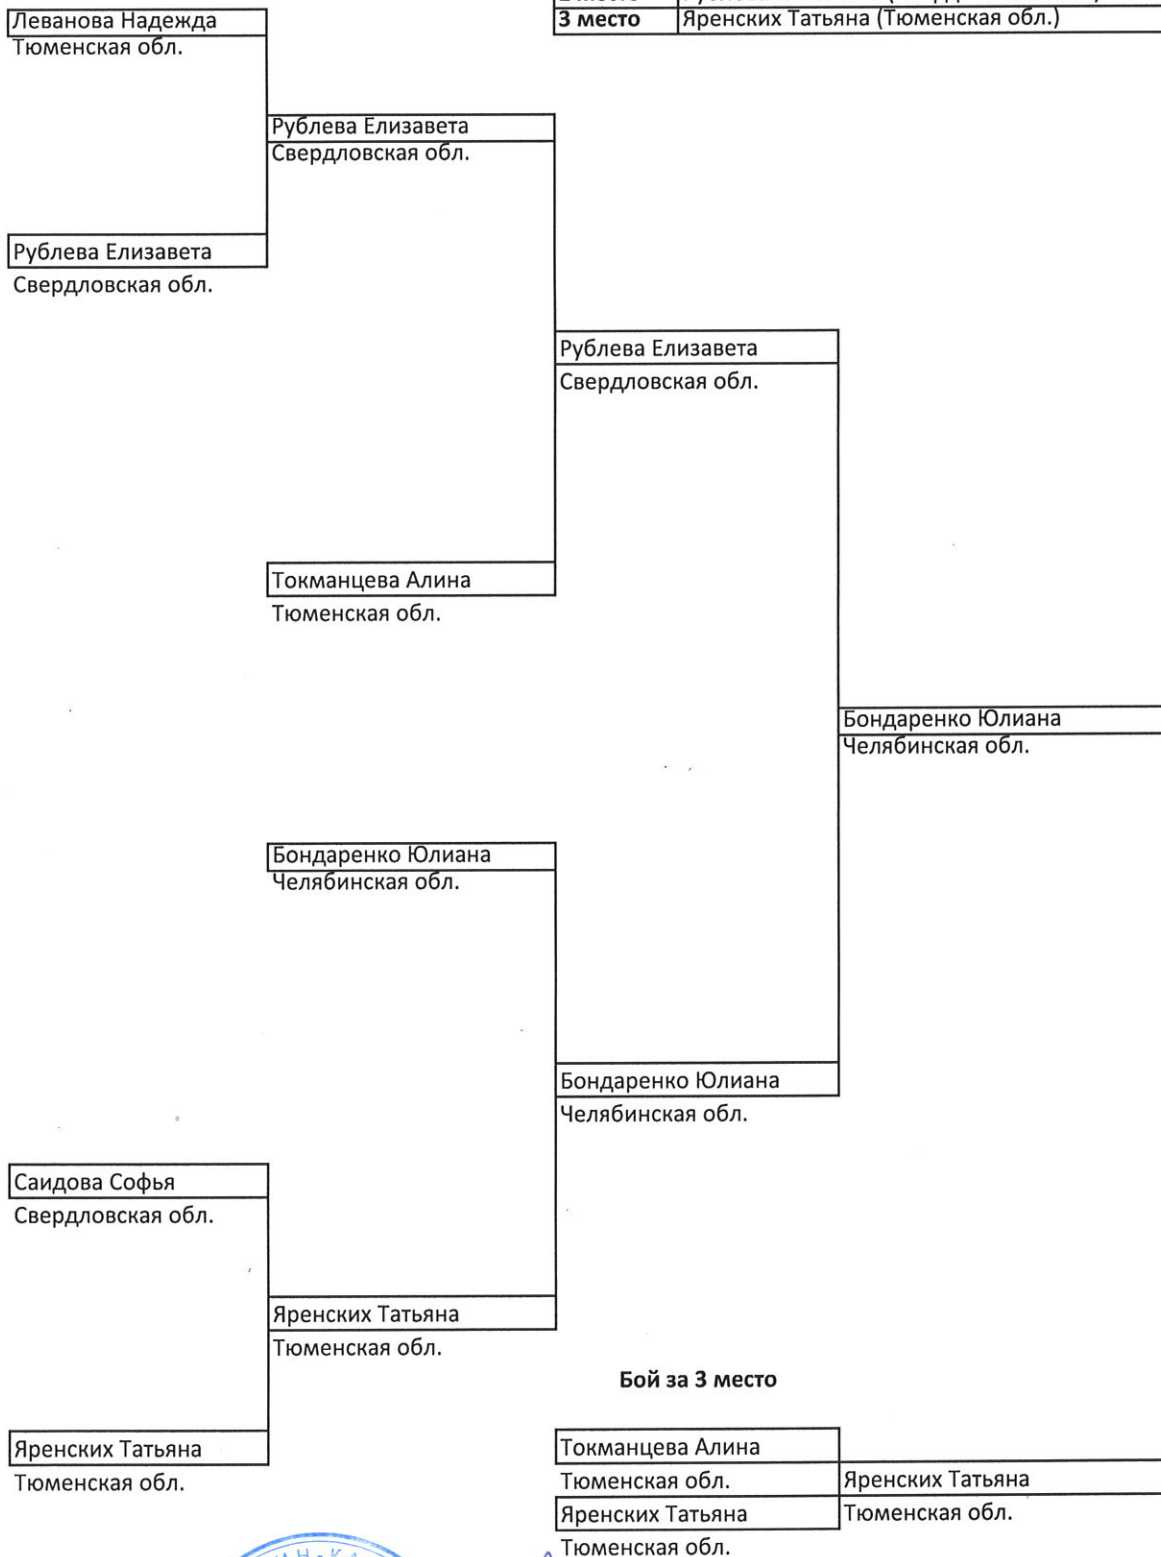 3 место Яренских Татьяна (Тюменская обл.)
Леванова Надежда
Тюменская обл.
Рублева Елизавета
Свердловская обл.
Рублева Елизавета
Свердловская обл.
Рублева Елизавета
Свердловская обл.
Токманцева Алина
Тюменская обл.
Бондаренко Юлиана
Челябинская обл.
Бондаренко Юлиана
Челябинская обл.
Бондаренко Юлиана
Челябинская обл.
Саидова Софья
Свердловская обл.
Яренских Татьяна
Тюменская обл.
Яренских Татьяна
Тюменская обл.
Бой за 3 место
Токманцева Алина
Тюменская обл.
Яренских Татьяна
Тюменская обл.
Яренских Татьяна
Тюменская обл.